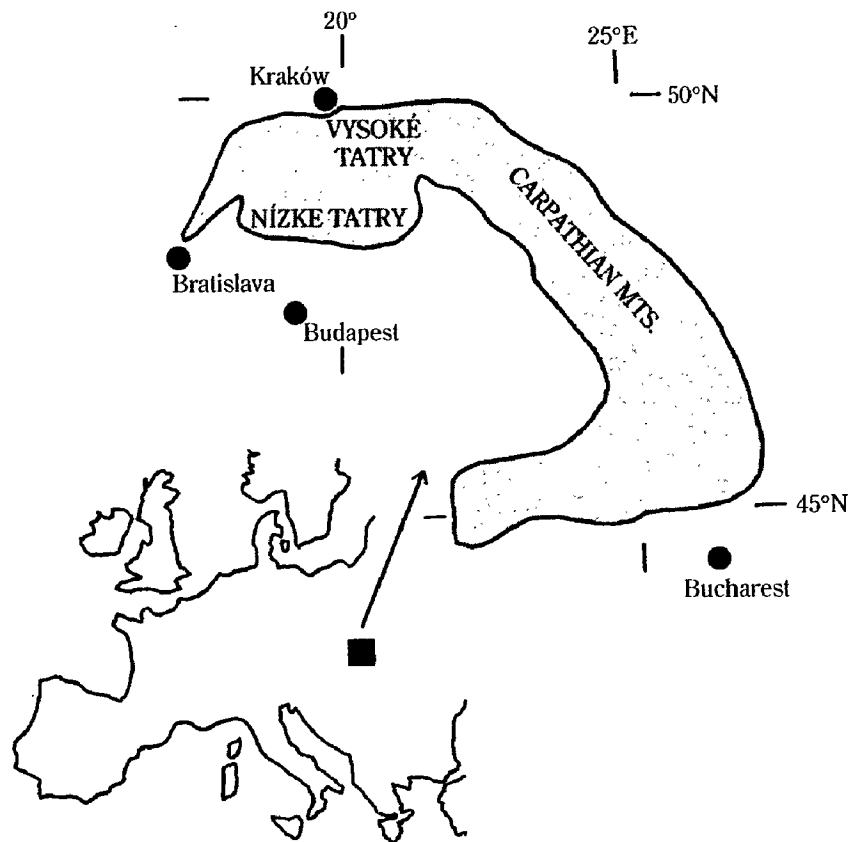 20°
25°E
Kraków
50°N
VYSOKÉ
TATRY
CARPATHIAN MTS.
NÍZKE TATRY
Bratislava
Budapest
45°N
Bucharest